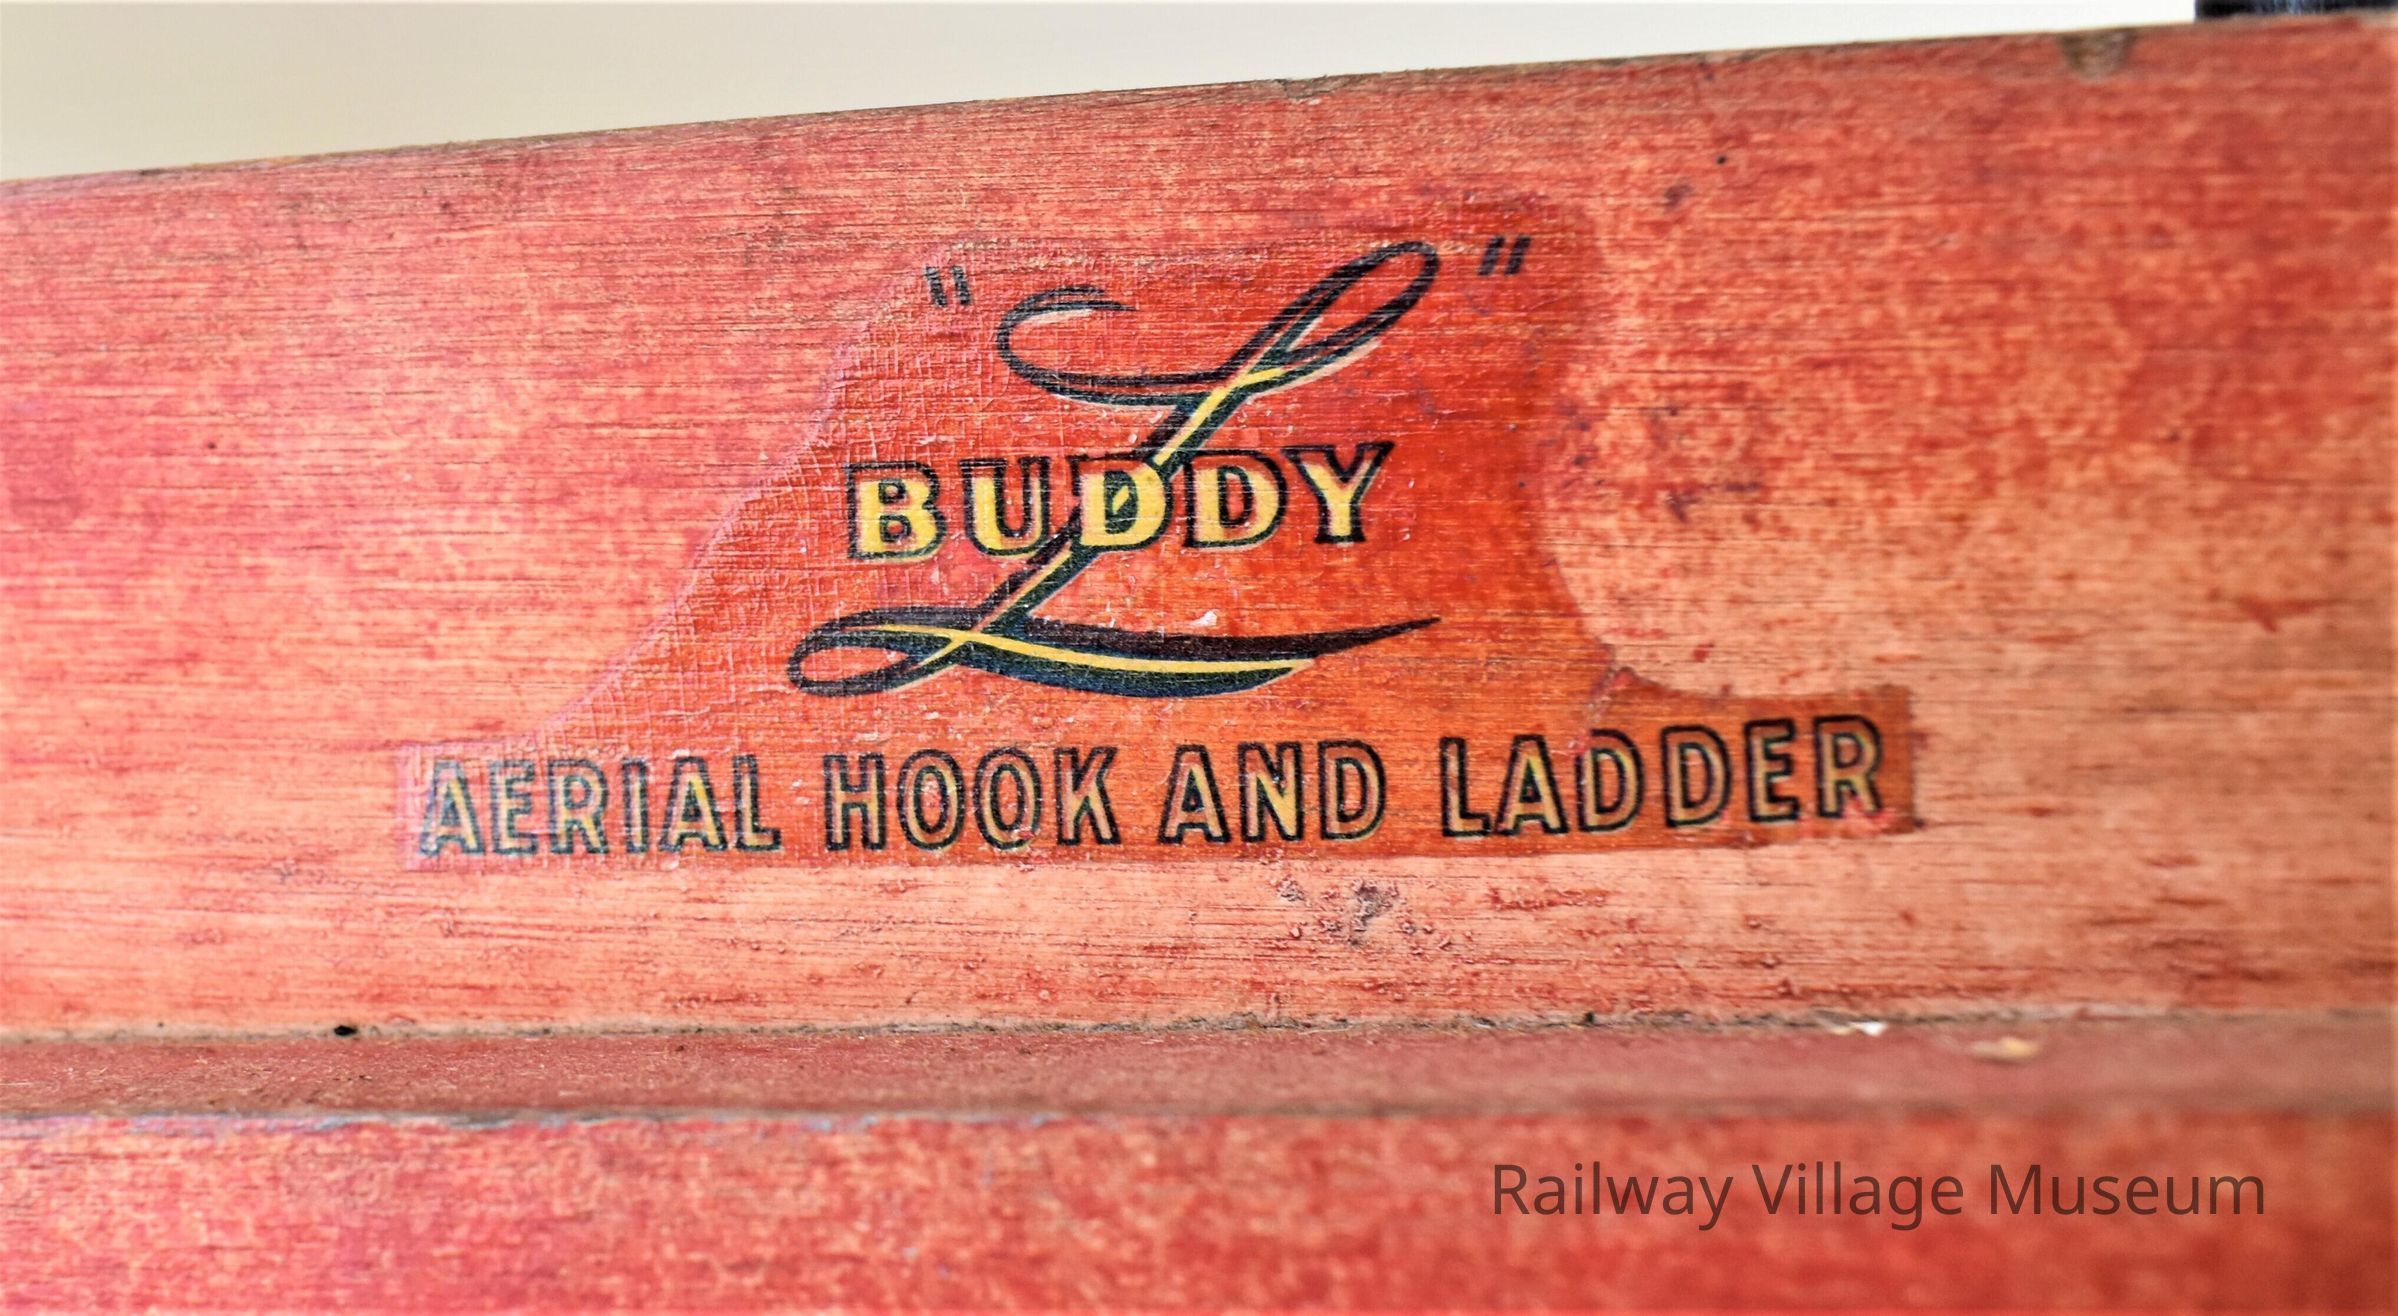 "L"
BUDDY
AERIAL HOOK AND LADDER
Railway Village Museum